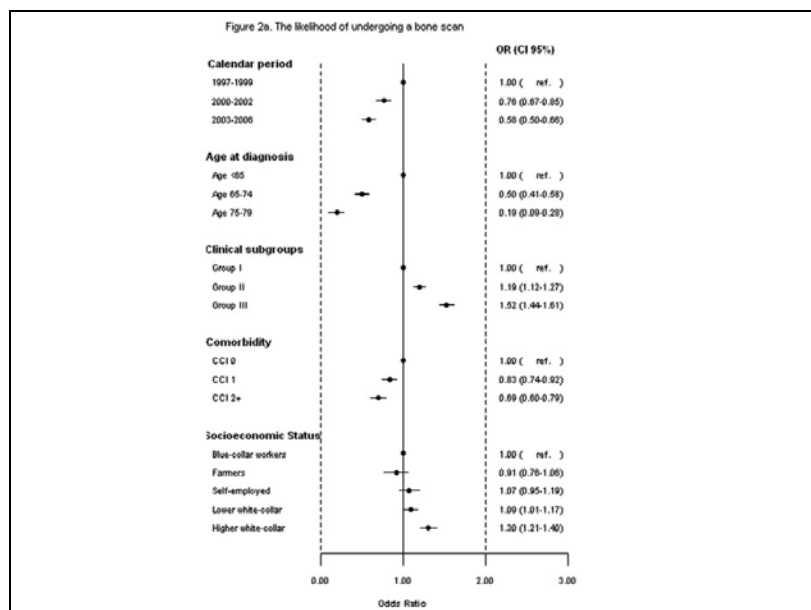 Figure 2a. The likelihood of undergoing a bone scan
OR (CI 95%)
Calendar period
1997-1999 1.00 ( ref. )
2000-2002 0.76 (0.67-0.85)
2003-2006 0.58 (0.50-0.66)
Age at diagnosis
Age <65 1.00 ( ref. )
Age 65-74 0.50 (0.41-0.58)
Age 75-79 0.19 (0.09-0.28)
Clinical subgroups
Group I 1.00 ( ref. )
Group II 1.19 (1.12-1.27)
Group III 1.52 (1.44-1.61)
Comorbidity
CCI 0 1.00 ( ref. )
CCI 1 0.83 (0.74-0.92)
CCI 2+ 0.69 (0.60-0.79)
Socioeconomic Status
Blue-collar workers 1.00 ( ref. )
Farmers 0.91 (0.76-1.06)
Self-employed 1.07 (0.95-1.19)
Lower white-collar 1.09 (1.01-1.17)
Higher white-collar 1.30 (1.21-1.40)
0.00 1.00 2.00 3.00
Odds Ratio